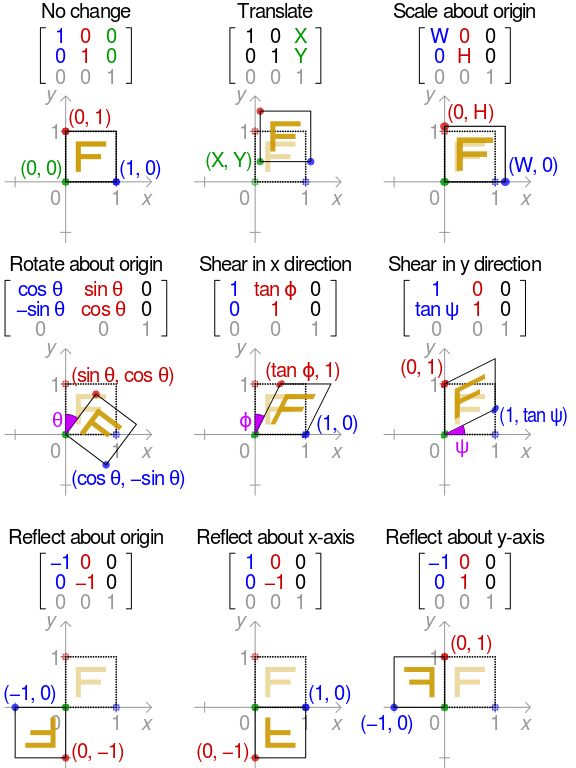 No change Translate Scale about origin
1 0 0 1 0 X W 0 0
0 1 0 0 1 Y 0 H 0
0 0 1 0 0 1 0 0 1
y y y
1 (0, 1) 1 1 (0, H)
F F F F F
(0, 0) (1, 0) (X, Y) (W, 0)
0 1 x 0 1 x 0 1 x
Rotate about origin Shear in x direction Shear in y direction
cos θ sin θ 0 1 tan ϕ 0 1 0 0
−sin θ cos θ 0 0 1 0 tan ψ 1 0
0 0 1 0 0 1 0 0 1
y y y
(sin θ, cos θ) (tan ϕ, 1) (0, 1)
1 1 1
F F F F F F
θ ϕ (1, 0) (1, tan ψ)
0 1 x 0 1 x 0 ψ 1 x
(cos θ, −sin θ)
Reflect about origin Reflect about x-axis Reflect about y-axis
−1 0 0 1 0 0 −1 0 0
0 −1 0 0 −1 0 0 1 0
0 0 1 0 0 1 0 0 1
y y y
1 1 (0, 1)
F F F F
(−1, 0) (1, 0)
0 1 x 0 1 x (−1, 0) 0 1 x
F F
(0, −1) (0, −1)